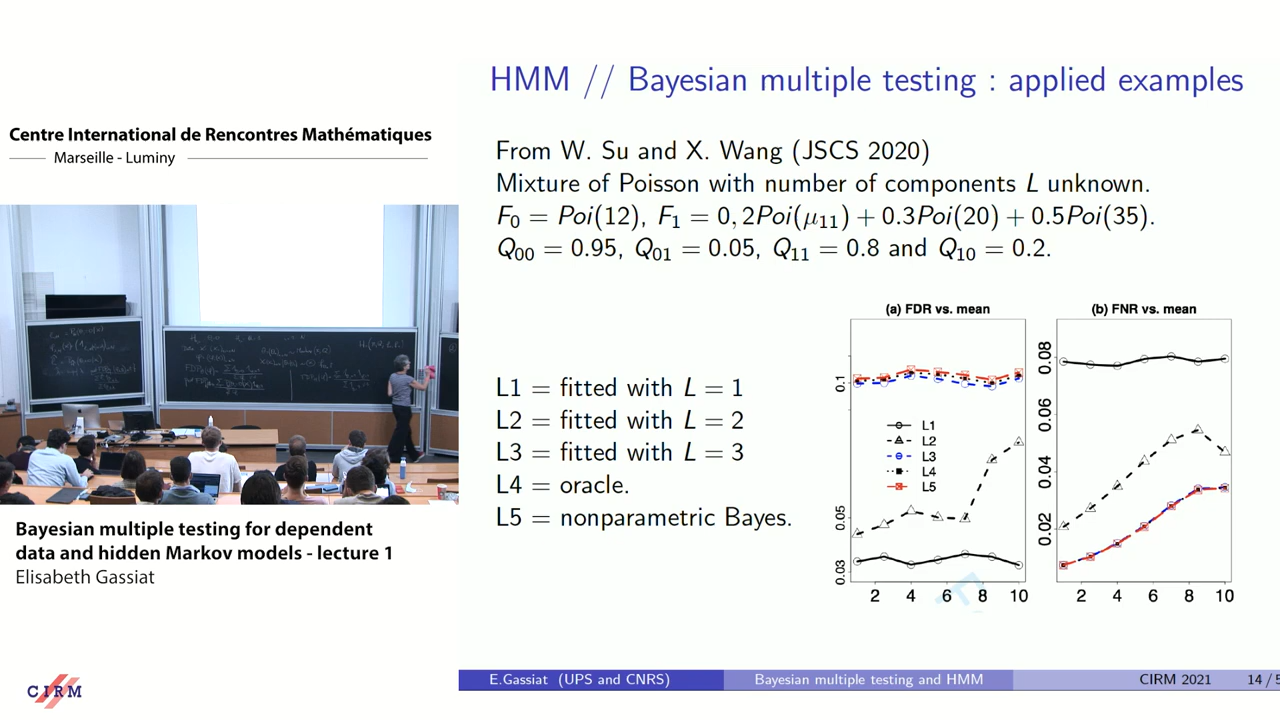 Centre International de Rencontres Mathématiques
Marseille - Luminy
Bayesian multiple testing for dependent
data and hidden Markov models - lecture 1
Elisabeth Gassiat
CIRM
HMM // Bayesian multiple testing : applied examples
From W. Su and X. Wang (JSCS 2020)
Mixture of Poisson with number of components L unknown.
F₀ = Poi(12), F₁ = 0, 2Poi(μ₁₁) + 0.3Poi(20) + 0.5Poi(35).
Q₀₀ = 0.95, Q₀₁ = 0.05, Q₁₁ = 0.8 and Q₁₀ = 0.2.
L1 = fitted with L = 1
L2 = fitted with L = 2
L3 = fitted with L = 3
L4 = oracle.
L5 = nonparametric Bayes.
(a) FDR vs. mean
0.1
0.05
0.03
L1
L2
L3
L4
L5
2 4 6 8 10
(b) FNR vs. mean
0.08
0.06
0.04
0.02
2 4 6 8 10
E.Gassiat (UPS and CNRS) Bayesian multiple testing and HMM CIRM 2021 14 / 5